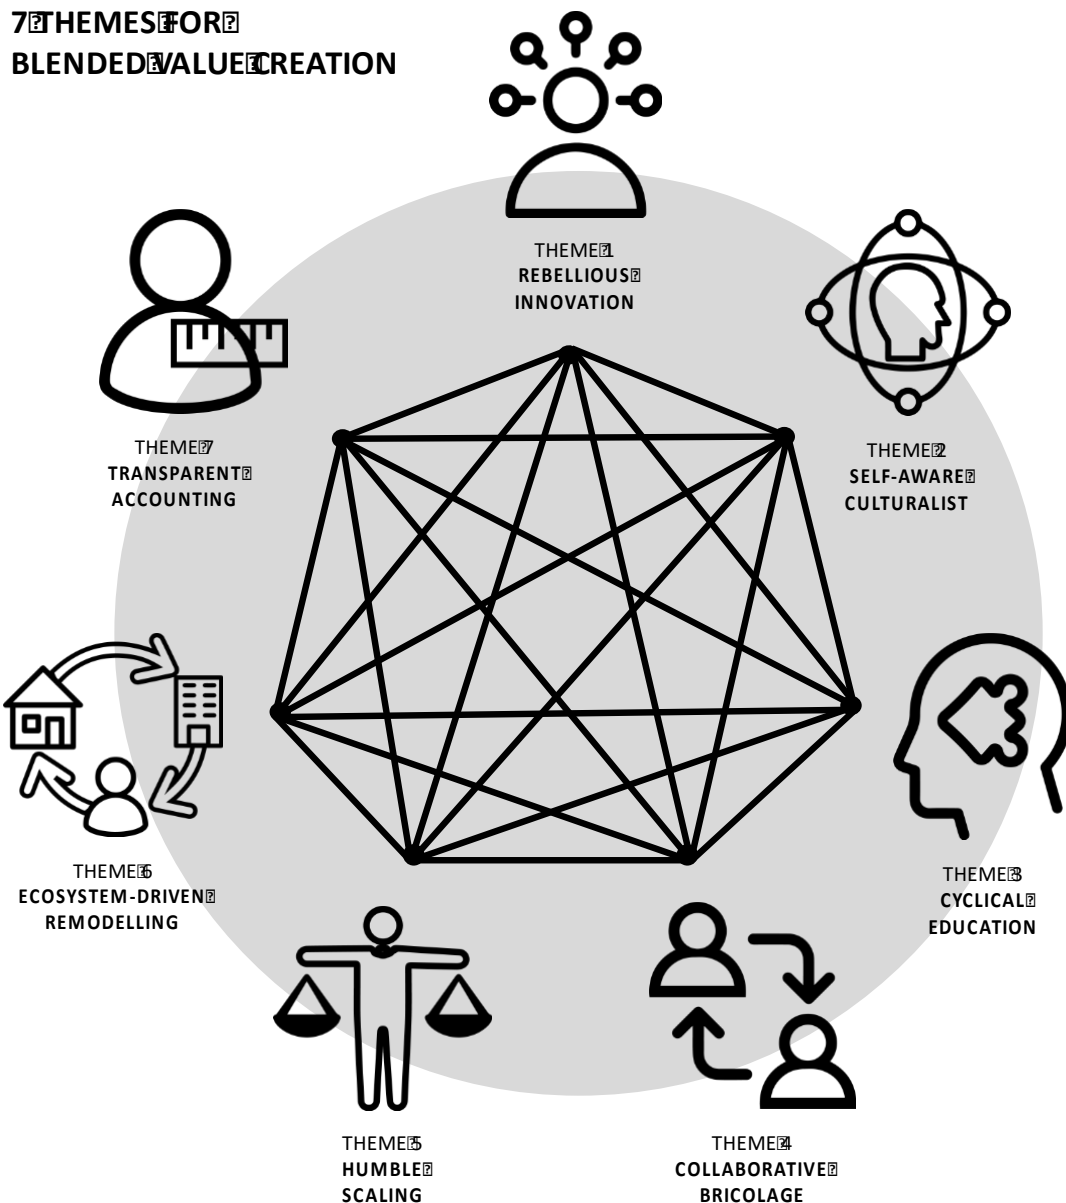 7 THEMES FOR
BLENDED VALUE CREATION
THEME 1
REBELLIOUS
INNOVATION
THEME 2
SELF-AWARE
CULTURALIST
THEME 3
CYCLICAL
EDUCATION
THEME 4
COLLABORATIVE
BRICOLAGE
THEME 5
HUMBLE
SCALING
THEME 6
ECOSYSTEM-DRIVEN
REMODELLING
THEME 7
TRANSPARENT
ACCOUNTING